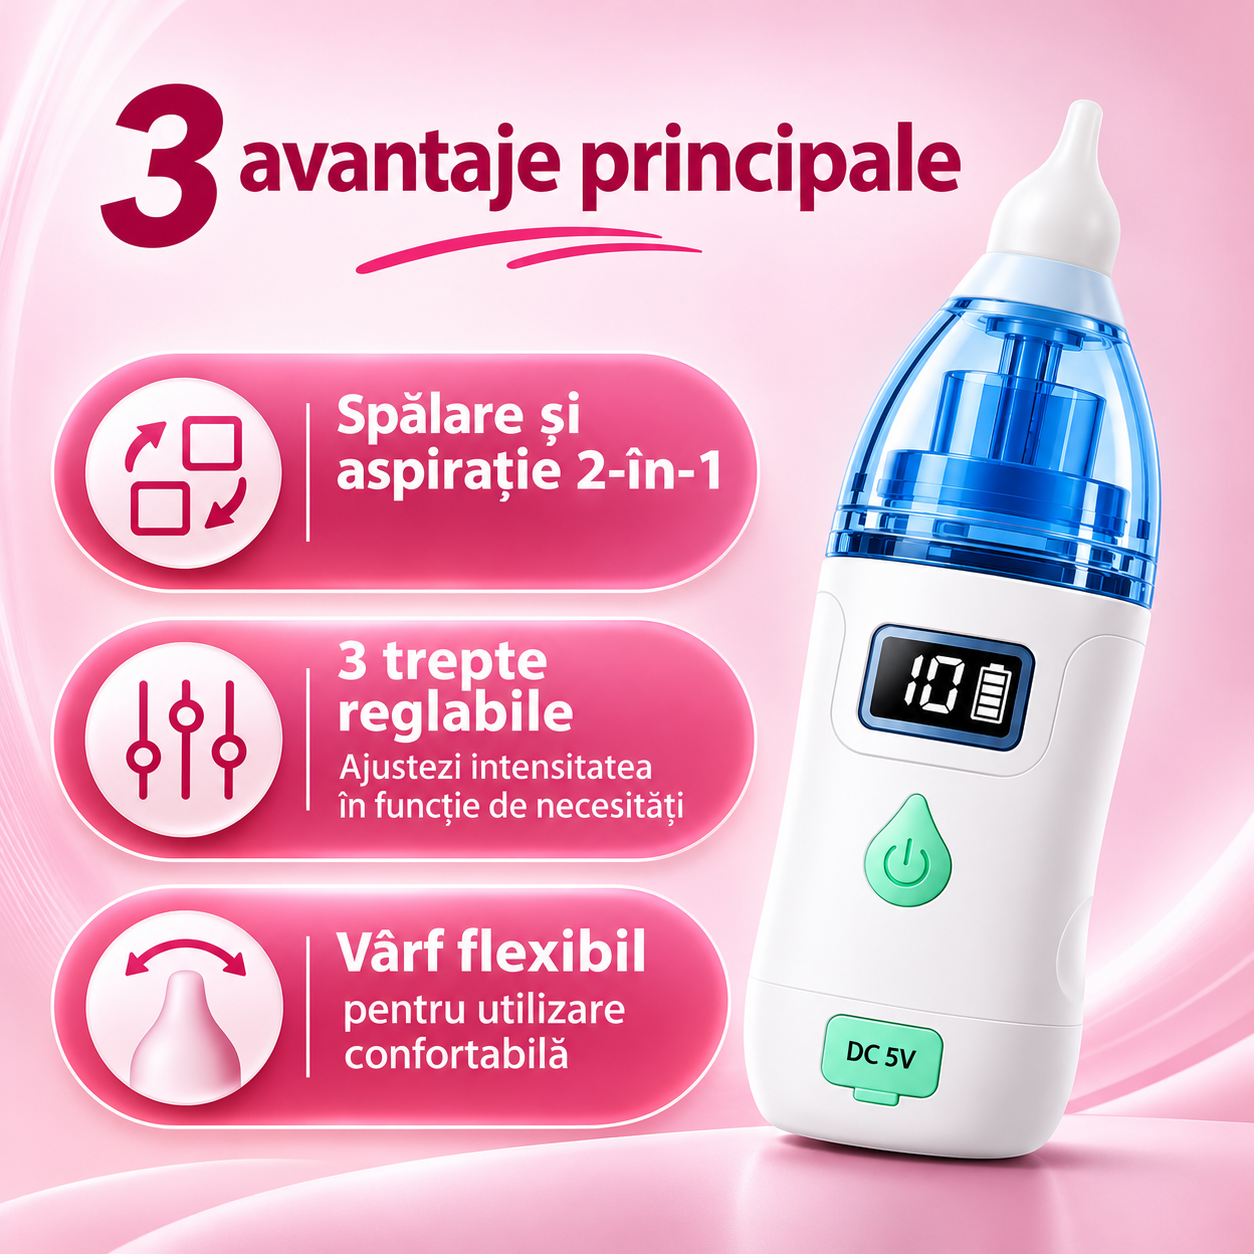 3 avantaje principale
Spălare și
aspirație 2-în-1
3 trepte
reglabile
Ajustezi intensitatea
în funcție de necesități
Vârf flexibil
pentru utilizare
confortabilă
10
DC 5V